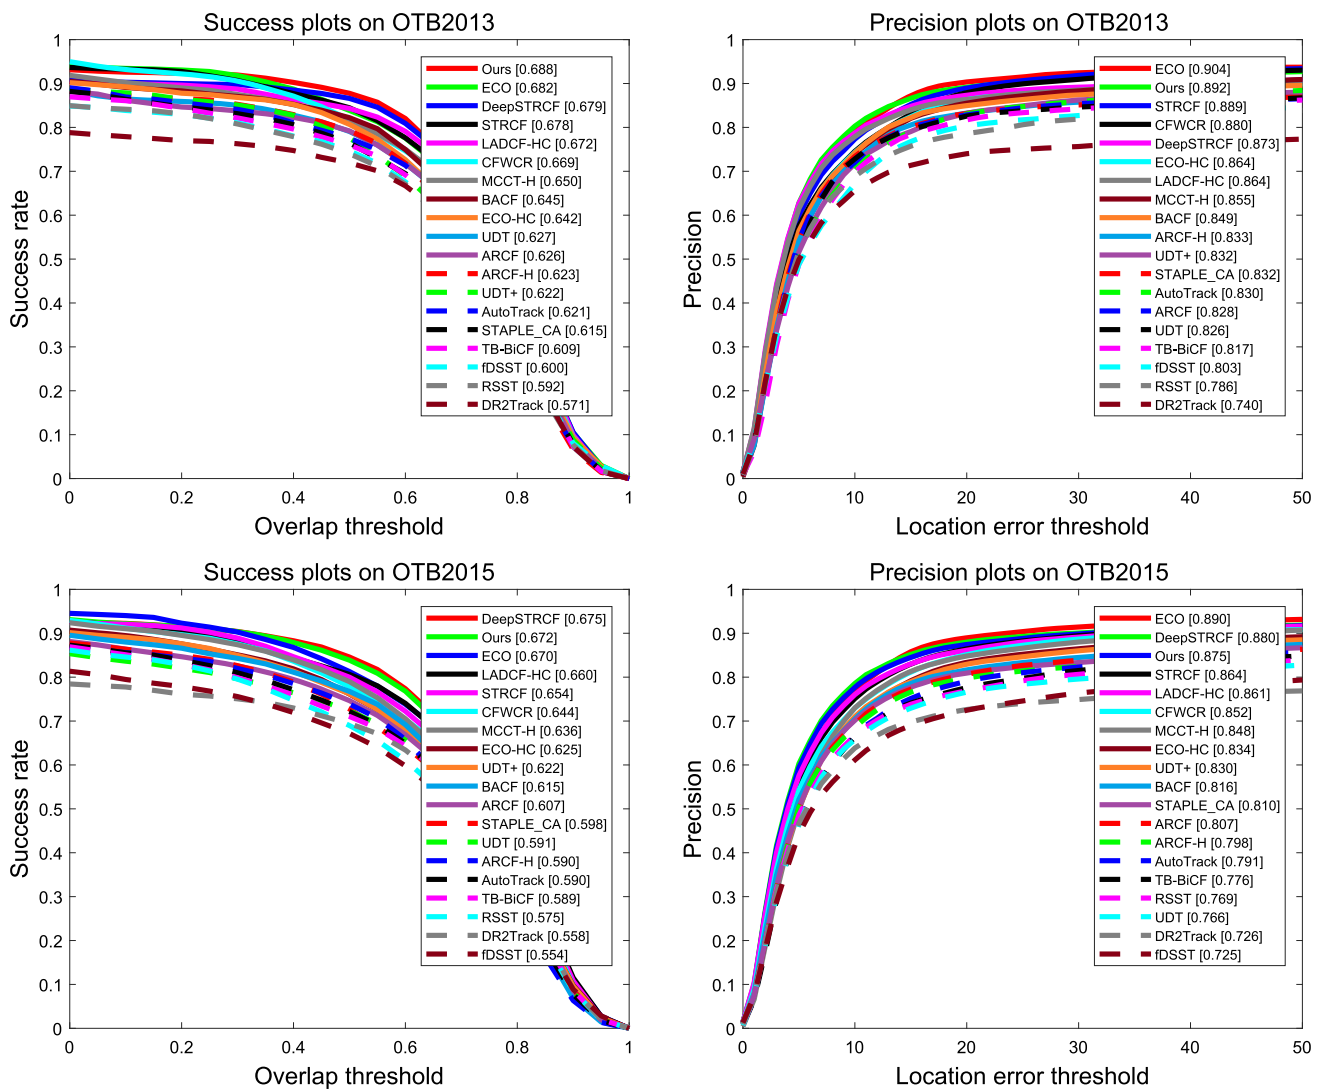 Success plots on OTB2013
1
0.9
0.8
0.7
0.6
0.5
0.4
0.3
0.2
0.1
0
Success rate
Ours [0.688]
ECO [0.682]
DeepSTRCF [0.679]
STRCF [0.678]
LADCF-HC [0.672]
CFWCR [0.669]
MCCT-H [0.650]
BACF [0.645]
ECO-HC [0.642]
UDT [0.627]
ARCF [0.626]
ARCF-H [0.623]
UDT+ [0.622]
AutoTrack [0.621]
STAPLE_CA [0.615]
TB-BiCF [0.609]
fDSST [0.600]
RSST [0.592]
DR2Track [0.571]
0 0.2 0.4 0.6 0.8 1
Overlap threshold
Precision plots on OTB2013
1
0.9
0.8
0.7
0.6
0.5
0.4
0.3
0.2
0.1
0
Precision
ECO [0.904]
Ours [0.892]
STRCF [0.889]
CFWCR [0.880]
DeepSTRCF [0.873]
ECO-HC [0.864]
LADCF-HC [0.864]
MCCT-H [0.855]
BACF [0.849]
ARCF-H [0.833]
UDT+ [0.832]
STAPLE_CA [0.832]
AutoTrack [0.830]
ARCF [0.828]
UDT [0.826]
TB-BiCF [0.817]
fDSST [0.803]
RSST [0.786]
DR2Track [0.740]
0 10 20 30 40 50
Location error threshold
Success plots on OTB2015
1
0.9
0.8
0.7
0.6
0.5
0.4
0.3
0.2
0.1
0
Success rate
DeepSTRCF [0.675]
Ours [0.672]
ECO [0.670]
LADCF-HC [0.660]
STRCF [0.654]
CFWCR [0.644]
MCCT-H [0.636]
ECO-HC [0.625]
UDT+ [0.622]
BACF [0.615]
ARCF [0.607]
STAPLE_CA [0.598]
UDT [0.591]
ARCF-H [0.590]
AutoTrack [0.590]
TB-BiCF [0.589]
RSST [0.575]
DR2Track [0.558]
fDSST [0.554]
0 0.2 0.4 0.6 0.8 1
Overlap threshold
Precision plots on OTB2015
1
0.9
0.8
0.7
0.6
0.5
0.4
0.3
0.2
0.1
0
Precision
ECO [0.890]
DeepSTRCF [0.880]
Ours [0.875]
STRCF [0.864]
LADCF-HC [0.861]
CFWCR [0.852]
MCCT-H [0.848]
ECO-HC [0.834]
UDT+ [0.830]
BACF [0.816]
STAPLE_CA [0.810]
ARCF [0.807]
ARCF-H [0.798]
AutoTrack [0.791]
TB-BiCF [0.776]
RSST [0.769]
UDT [0.766]
DR2Track [0.726]
fDSST [0.725]
0 10 20 30 40 50
Location error threshold